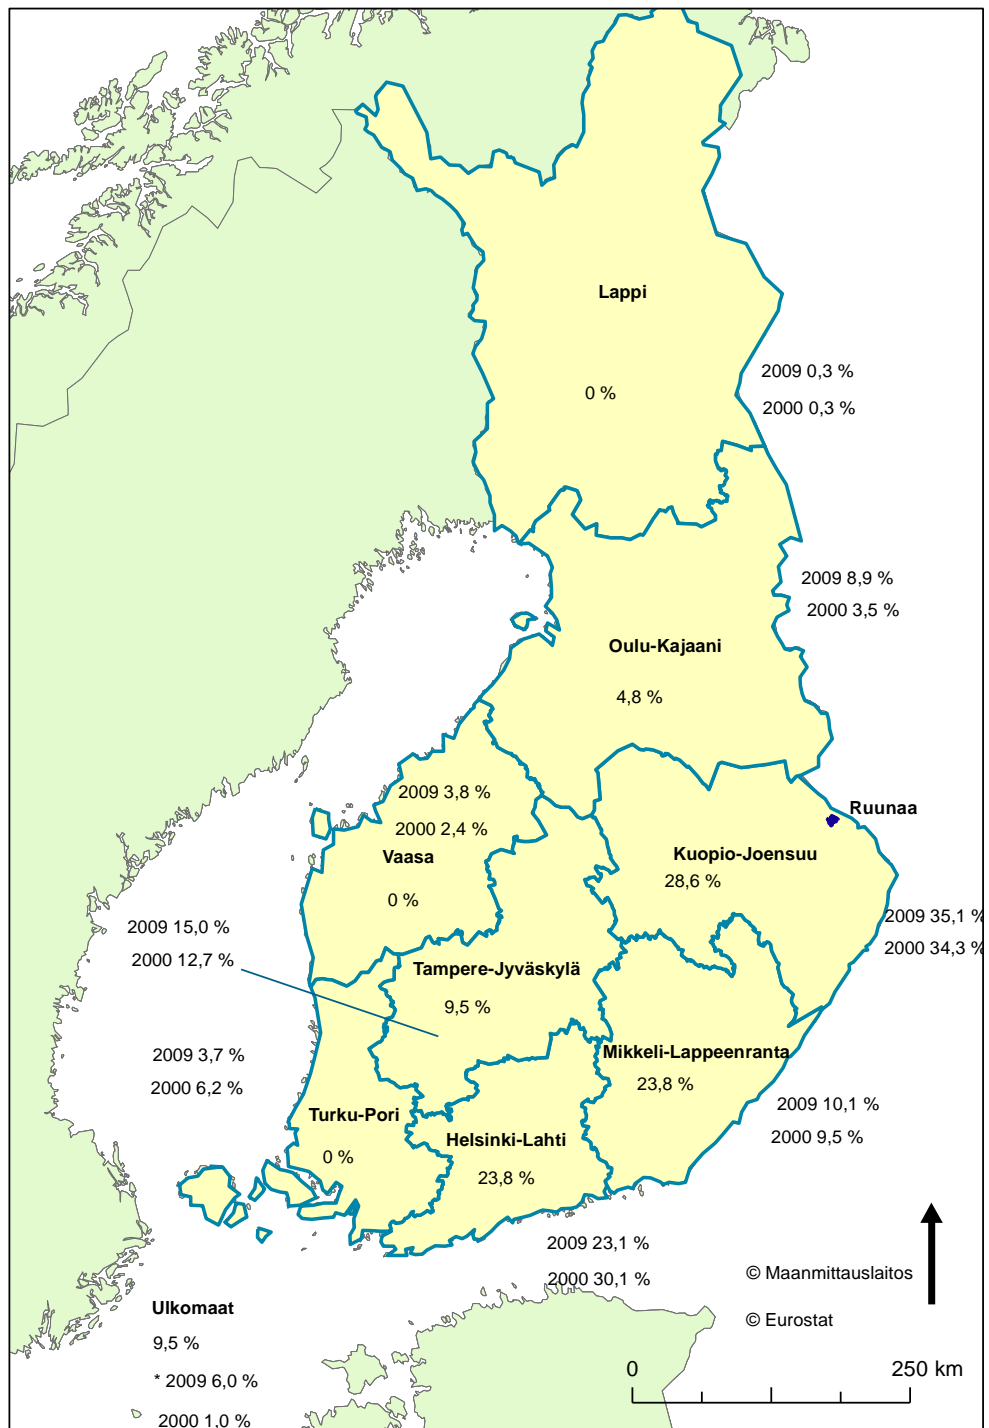 Lappi
2009 0,3 %
0 %
2000 0,3 %
2009 8,9 %
2000 3,5 %
Oulu-Kajaani
4,8 %
2009 3,8 %
2000 2,4 %
Vaasa
0 %
Ruunaa
Kuopio-Joensuu
28,6 %
2009 35,1 %
2000 34,3 %
2009 15,0 %
2000 12,7 %
Tampere-Jyväskylä
9,5 %
2009 3,7 %
2000 6,2 %
Mikkeli-Lappeenranta
23,8 %
2009 10,1 %
2000 9,5 %
Turku-Pori
0 %
Helsinki-Lahti
23,8 %
2009 23,1 %
2000 30,1 %
© Maanmittauslaitos
© Eurostat
Ulkomaat
9,5 %
* 2009 6,0 %
2000 1,0 %
0 250 km